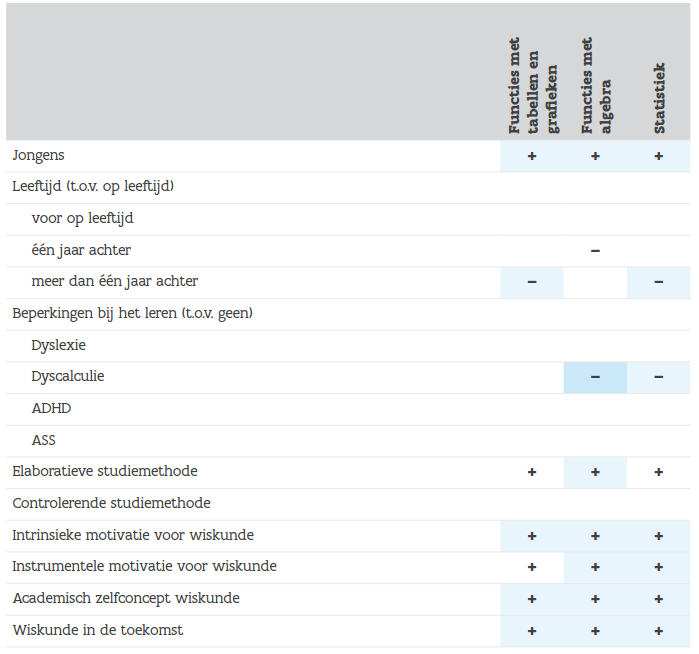 Functies met
tabellen en
grafieken
Functies met
algebra
Statistiek
Jongens + + +
Leeftijd (t.o.v. op leeftijd)
voor op leeftijd
één jaar achter –
meer dan één jaar achter – –
Beperkingen bij het leren (t.o.v. geen)
Dyslexie
Dyscalculie – –
ADHD
ASS
Elaboratieve studiemethode + + +
Controlerende studiemethode
Intrinsieke motivatie voor wiskunde + + +
Instrumentele motivatie voor wiskunde + + +
Academisch zelfconcept wiskunde + + +
Wiskunde in de toekomst + + +